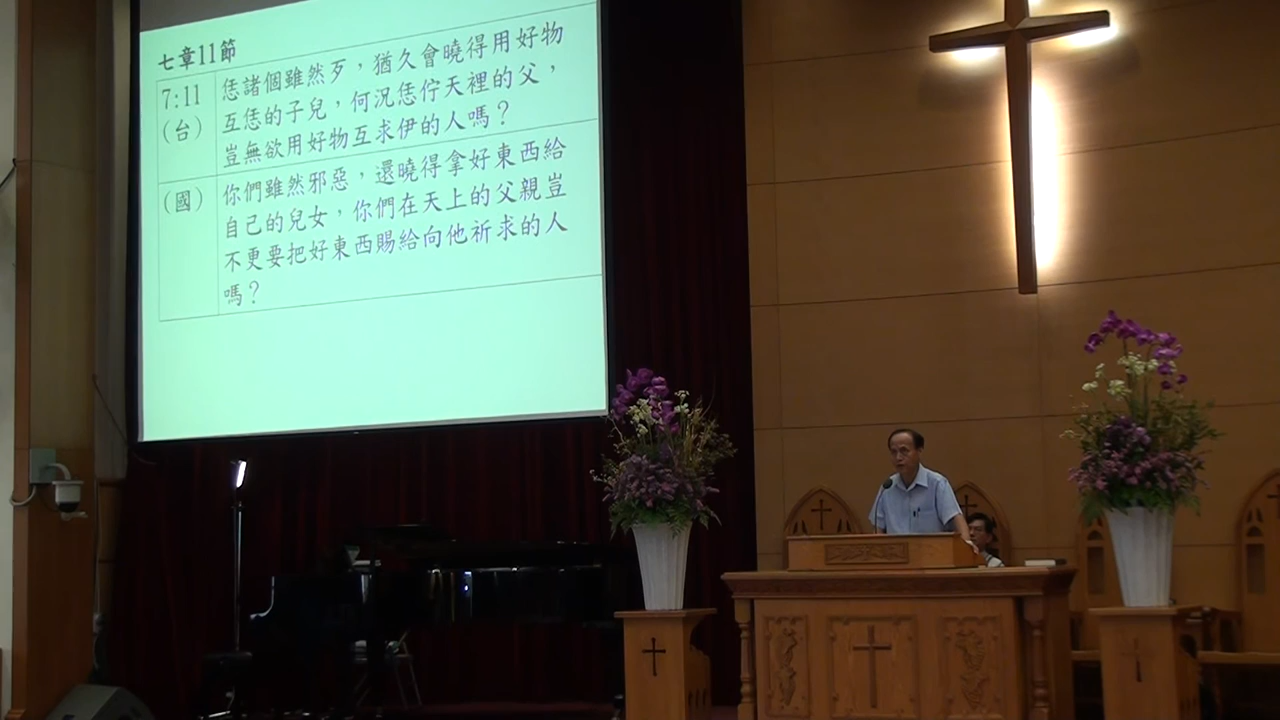 七章11節
7:11 恁諸個雖然歹，猶久會曉得用好物
(台) 互恁的子兒，何況恁佇天裡的父，
豈無欲用好物互求伊的人嗎？
(國) 你們雖然邪惡，還曉得拿好東西給
自己的兒女，你們在天上的父親豈
不更要把好東西賜給向他祈求的人
嗎？